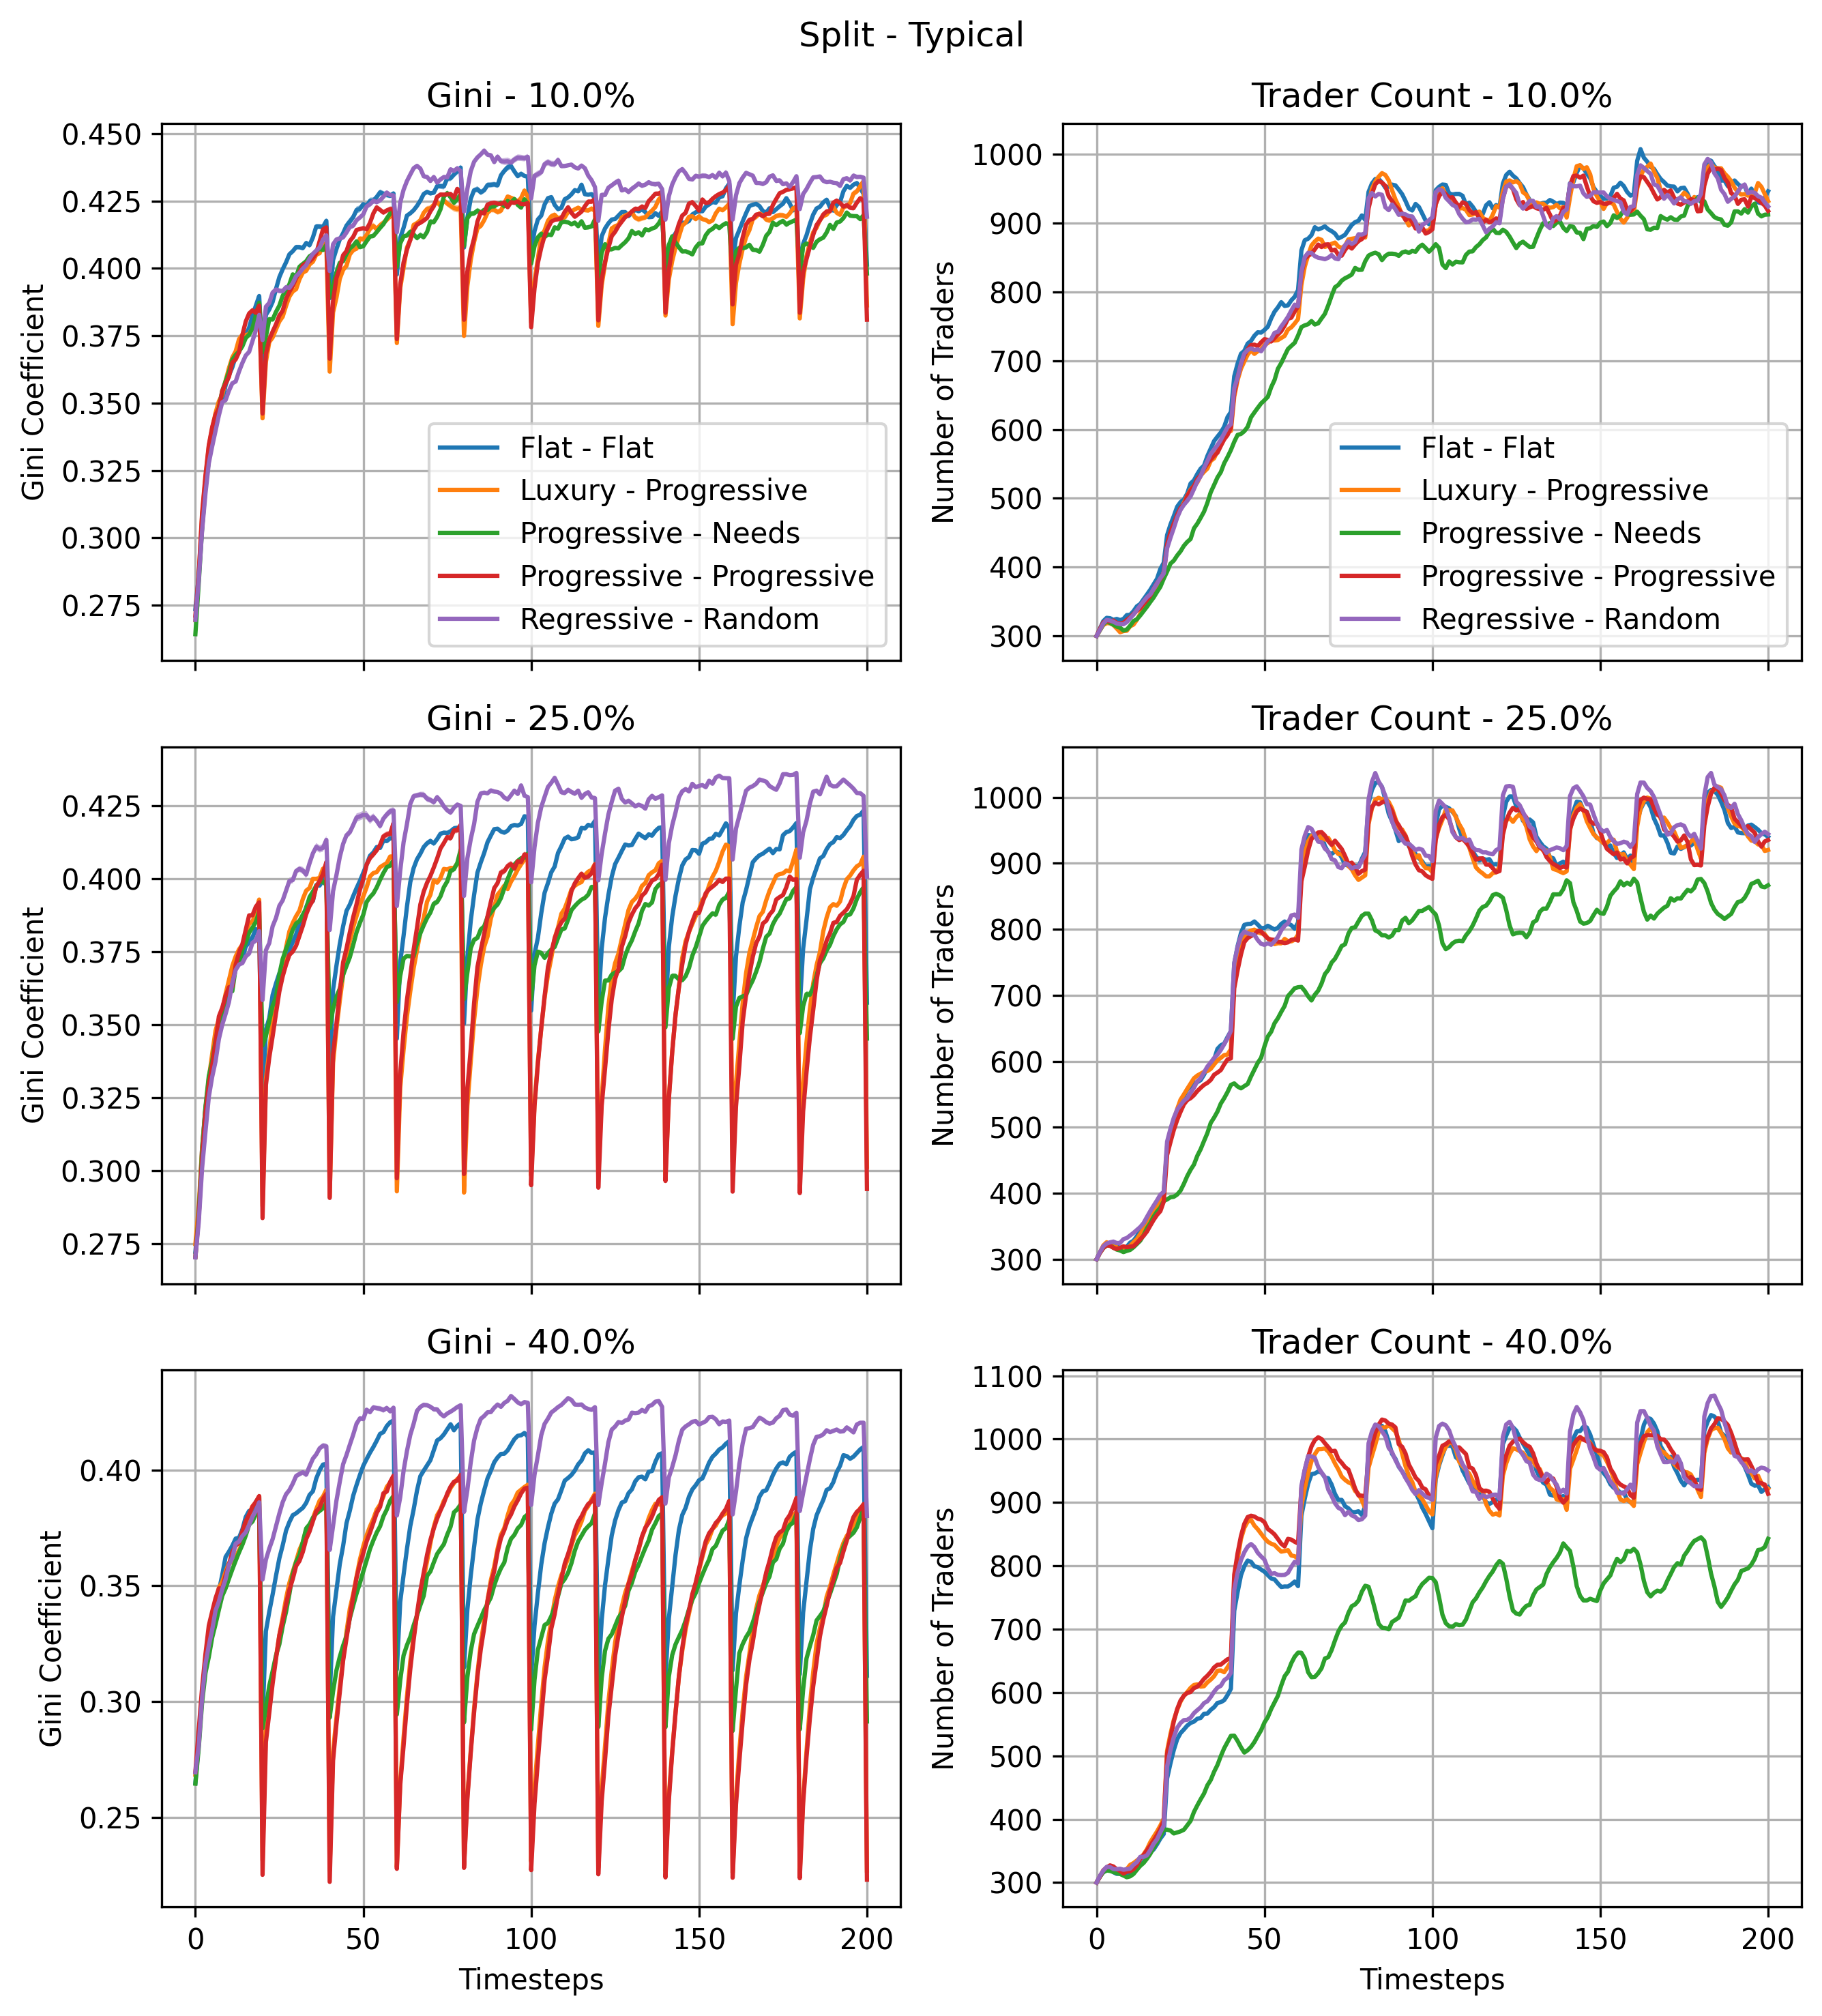 Split - Typical
Gini - 10.0%
Gini Coefficient
0.450
0.425
0.400
0.375
0.350
0.325
0.300
0.275
Flat - Flat
Luxury - Progressive
Progressive - Needs
Progressive - Progressive
Regressive - Random
Trader Count - 10.0%
Number of Traders
1000
900
800
700
600
500
400
300
Flat - Flat
Luxury - Progressive
Progressive - Needs
Progressive - Progressive
Regressive - Random
Gini - 25.0%
Gini Coefficient
0.425
0.400
0.375
0.350
0.325
0.300
0.275
Trader Count - 25.0%
Number of Traders
1000
900
800
700
600
500
400
300
Gini - 40.0%
Gini Coefficient
0.40
0.35
0.30
0.25
0 50 100 150 200
Timesteps
Trader Count - 40.0%
Number of Traders
1100
1000
900
800
700
600
500
400
300
0 50 100 150 200
Timesteps